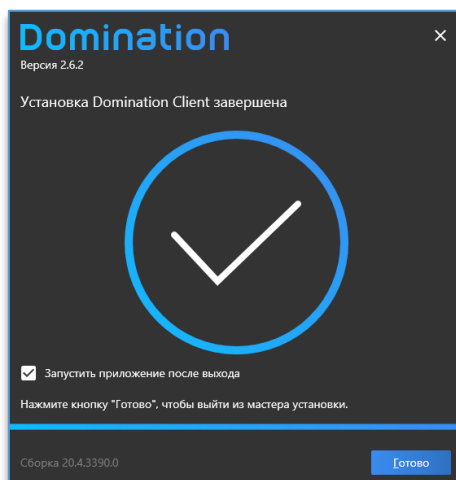 Domination
Версия 2.6.2
Установка Domination Client завершена
Запустить приложение после выхода
Нажмите кнопку "Готово", чтобы выйти из мастера установки.
Сборка 20.4.3390.0
Готово